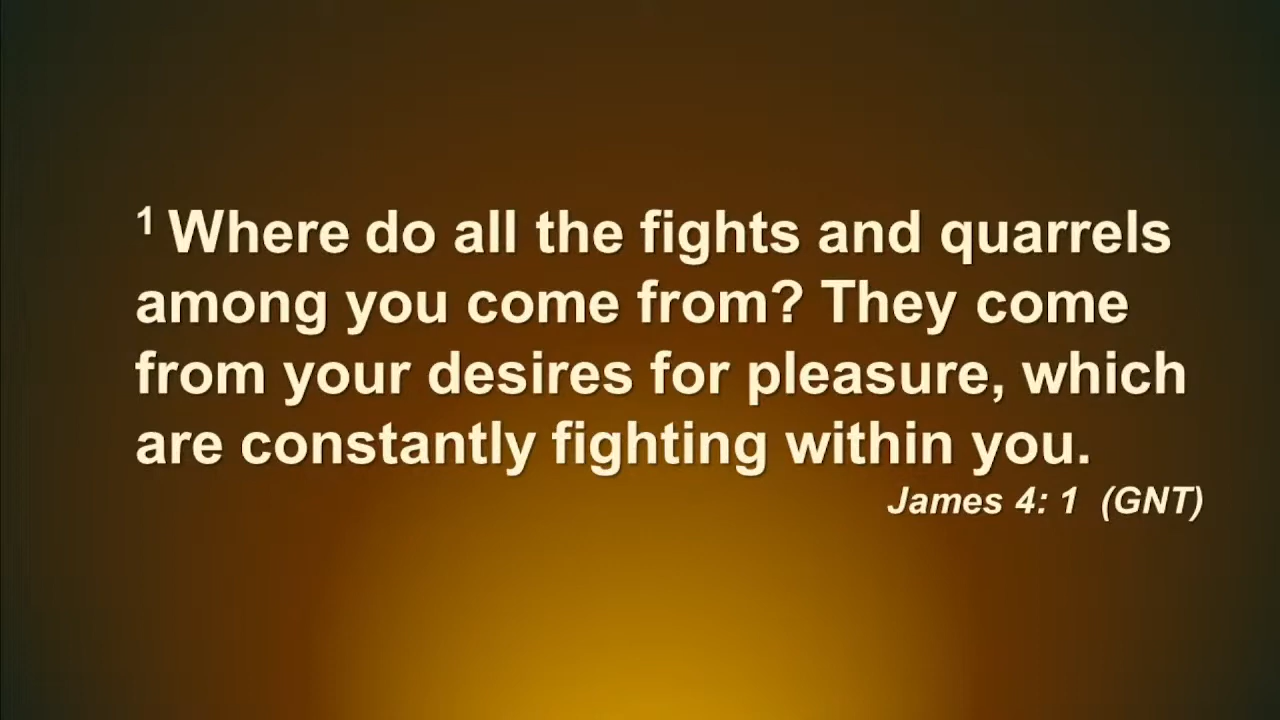 1 Where do all the fights and quarrels
among you come from? They come
from your desires for pleasure, which
are constantly fighting within you.
James 4: 1 (GNT)